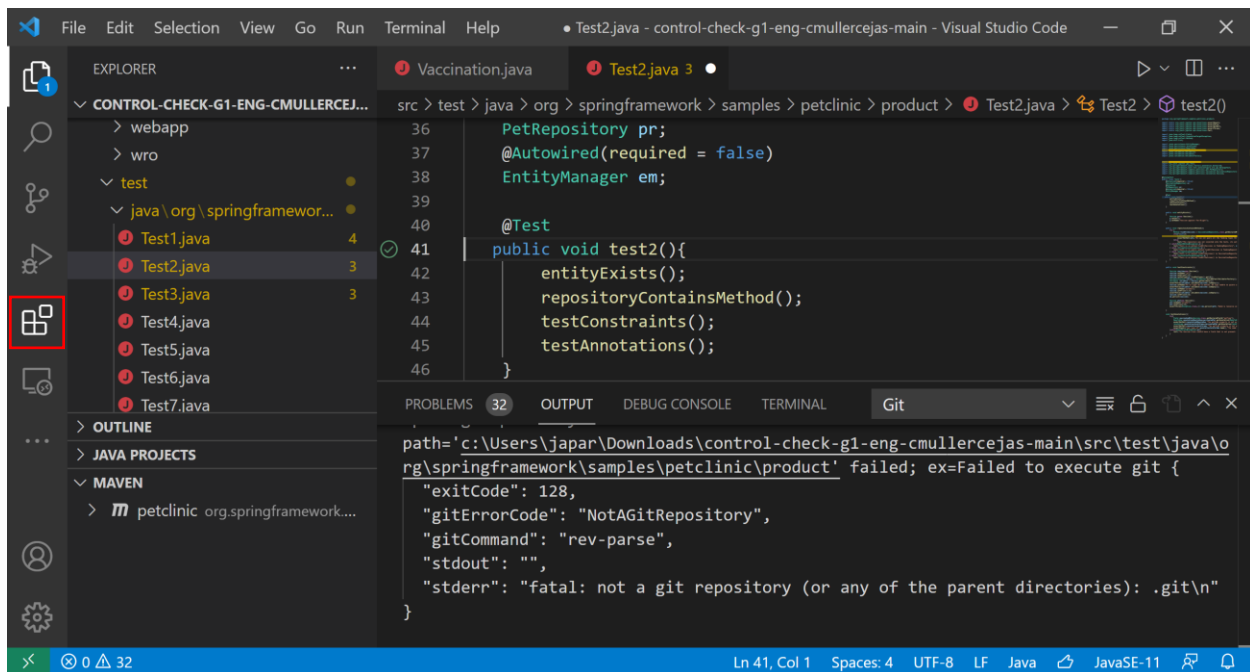 File Edit Selection View Go Run Terminal Help ● Test2.java - control-check-g1-eng-cmullercejas-main - Visual Studio Code
1
EXPLORER
CONTROL-CHECK-G1-ENG-CMULLERCEJ...
> webapp
> wro
test
java\org\springframewor...
Test1.java 4
Test2.java 3
Test3.java 3
Test4.java
Test5.java
Test6.java
Test7.java
> OUTLINE
> JAVA PROJECTS
MAVEN
> m petclinic org.springframework....
Vaccination.java Test2.java 3 ●
src > test > java > org > springframework > samples > petclinic > product > Test2.java > Test2 > test2()
36 PetRepository pr;
37 @Autowired(required = false)
38 EntityManager em;
39
40 @Test
41 public void test2(){
42 entityExists();
43 repositoryContainsMethod();
44 testConstraints();
45 testAnnotations();
46 }
PROBLEMS 32 OUTPUT DEBUG CONSOLE TERMINAL Git
path='c:\Users\japar\Downloads\control-check-g1-eng-cmullercejas-main\src\test\java\o
rg\springframework\samples\petclinic\product' failed; ex=Failed to execute git {
"exitCode": 128,
"gitErrorCode": "NotAGitRepository",
"gitCommand": "rev-parse",
"stdout": "",
"stderr": "fatal: not a git repository (or any of the parent directories): .git\n"
}
0 32 Ln 41, Col 1 Spaces: 4 UTF-8 LF Java JavaSE-11